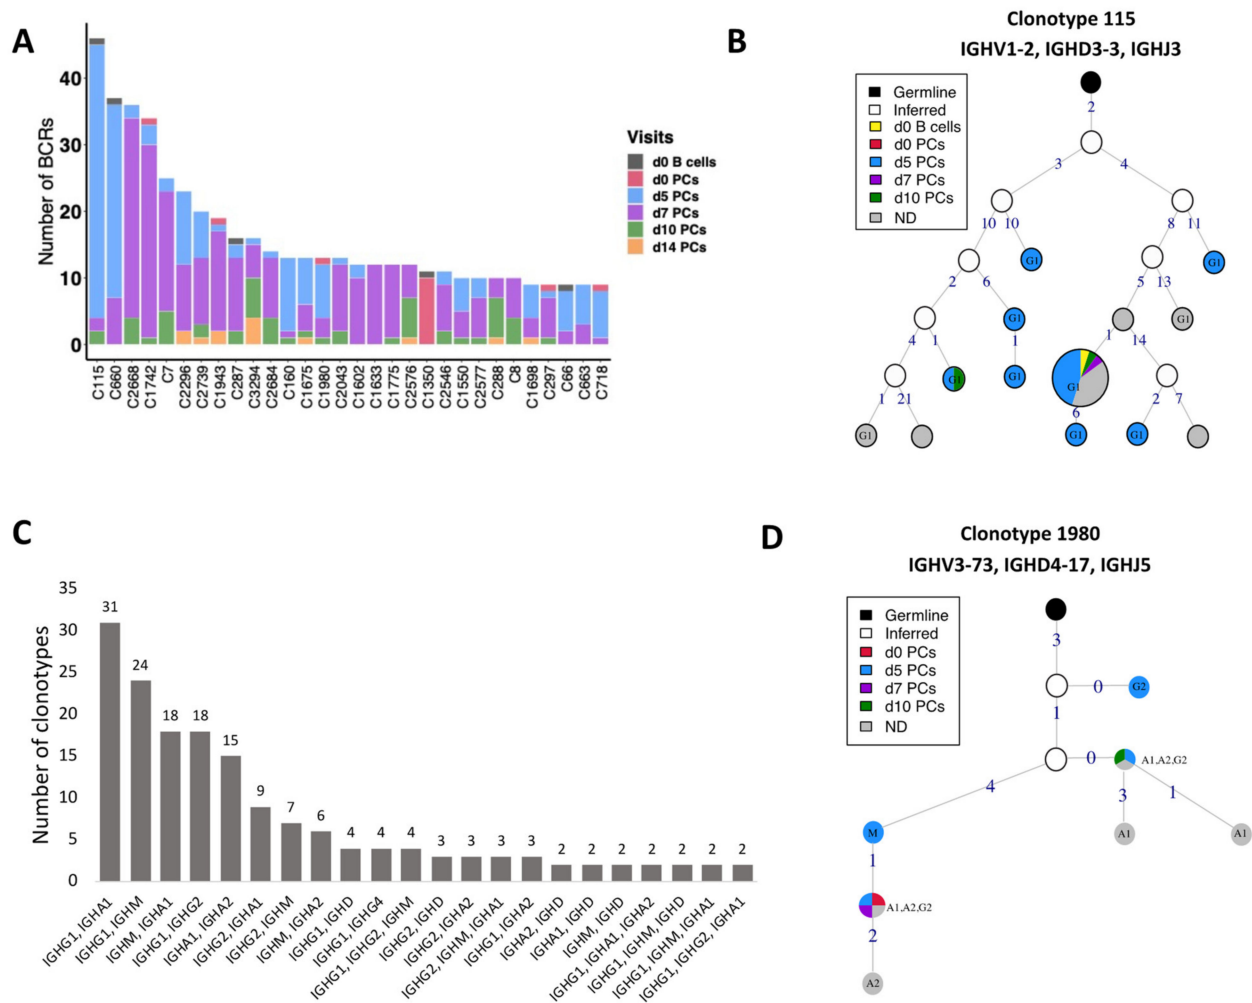 A
Number of BCRs
40
30
20
10
0
C115
C660
C2668
C1742
C7
C2296
C2739
C1943
C287
C3294
C2684
C160
C1675
C1980
C2043
C1602
C1633
C1775
C2576
C1350
C2546
C1550
C2577
C288
C8
C1698
C297
C66
C663
C718
Visits
d0 B cells
d0 PCs
d5 PCs
d7 PCs
d10 PCs
d14 PCs
B
Clonotype 115
IGHV1-2, IGHD3-3, IGHJ3
Germline
Inferred
d0 B cells
d0 PCs
d5 PCs
d7 PCs
d10 PCs
ND
2
3 4
10 10 8 11
G1 G1
2 6 5 13
G1 G1
4 1 1 1 14
G1 G1 G1
1 21 6 2 7
G1 G1 G1
C
Number of clonotypes
35
30
25
20
15
10
5
0
31
24
18
18
15
9
7
6
4
4
4
3
3
3
3
2
2
2
2
2
2
2
IGHG1, IGHA1
IGHG1, IGHM
IGHM, IGHA1
IGHG1, IGHG2
IGHA1, IGHA2
IGHG2, IGHA1
IGHG2, IGHM
IGHM, IGHA2
IGHG1, IGHD
IGHG1, IGHG4
IGHG1, IGHG2, IGHM
IGHG2, IGHD
IGHG2, IGHA2
IGHG2, IGHM, IGHA1
IGHG1, IGHA2
IGHA2, IGHD
IGHA1, IGHD
IGHM, IGHD
IGHG1, IGHA1, IGHA2
IGHG1, IGHM, IGHD
IGHG1, IGHM, IGHA1
IGHG1, IGHG2, IGHA1
D
Clonotype 1980
IGHV3-73, IGHD4-17, IGHJ5
Germline
Inferred
d0 PCs
d5 PCs
d7 PCs
d10 PCs
ND
3
0 G2
1
0 A1,A2,G2
4 3 1
M A1 A1
1
A1,A2,G2
2
A2